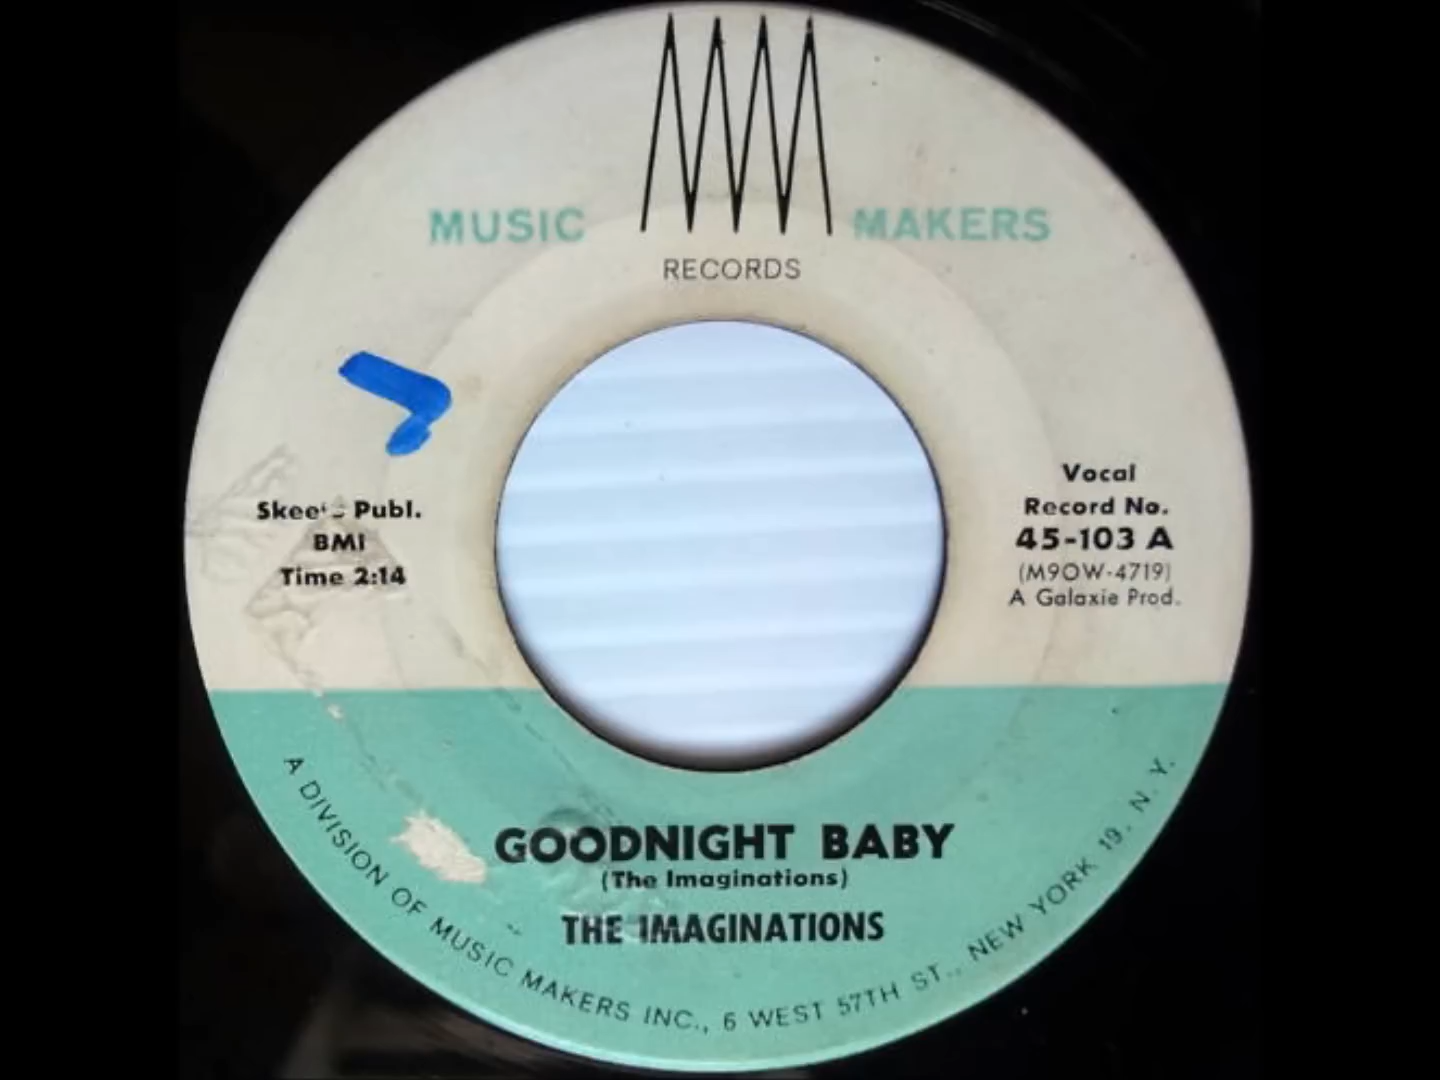 MUSIC MAKERS
RECORDS
Publ.
BMI
Time 2:14
Vocal
Record No.
45-103 A
(M9OW-4719)
A Galaxie Prod.
GOODNIGHT BABY
(The Imaginations)
THE IMAGINATIONS
A DIVISION OF MUSIC MAKERS INC., 6 WEST 57TH ST., NEW YORK 19, N. Y.